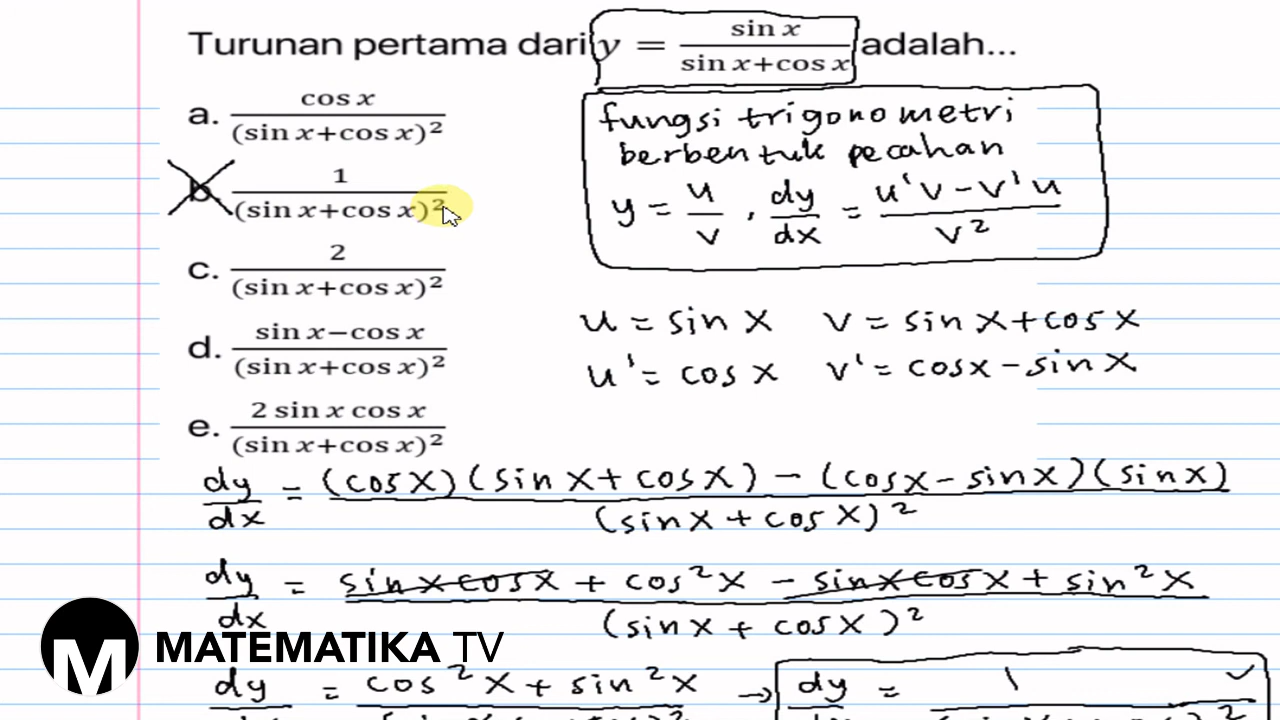 Turunan pertama dari y = sin x / (sin x+cos x) adalah...
a. cos x / (sin x+cos x)²
b. 1 / (sin x+cos x)²
c. 2 / (sin x+cos x)²
d. sin x−cos x / (sin x+cos x)²
e. 2 sin x cos x / (sin x+cos x)²
fungsi trigonometri
berbentuk pecahan
y = u/v , dy/dx = (u'v − v'u) / v²
u = sin x   v = sin x + cos x
u' = cos x   v' = cos x − sin x
dy/dx = (cos x)(sin x + cos x) − (cos x − sin x)(sin x) / (sin x + cos x)²
dy/dx = sin x cos x + cos² x − sin x cos x + sin² x / (sin x + cos x)²
dy = cos² x + sin² x → dy = 1
M MATEMATIKA TV